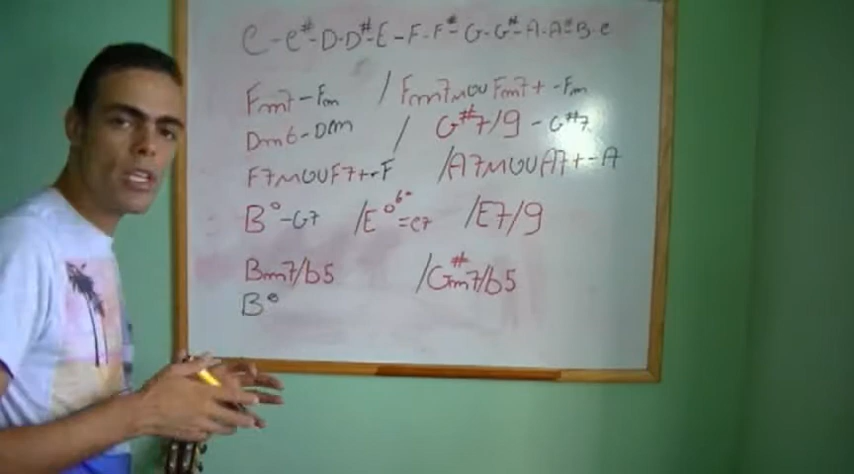 C-C#-D-D#-E-F-F#-G-G#-A-A#-B-C
Fm7-Fm / Fm7M OU Fm7+-Fm
Dm6-Dm / G#7/9-G#7
F7M OU F7+-F /A7M OU A7+-A
B°-G7 /E°6°=C7 /E7/9
Bm7/b5 /G#m7/b5
B°